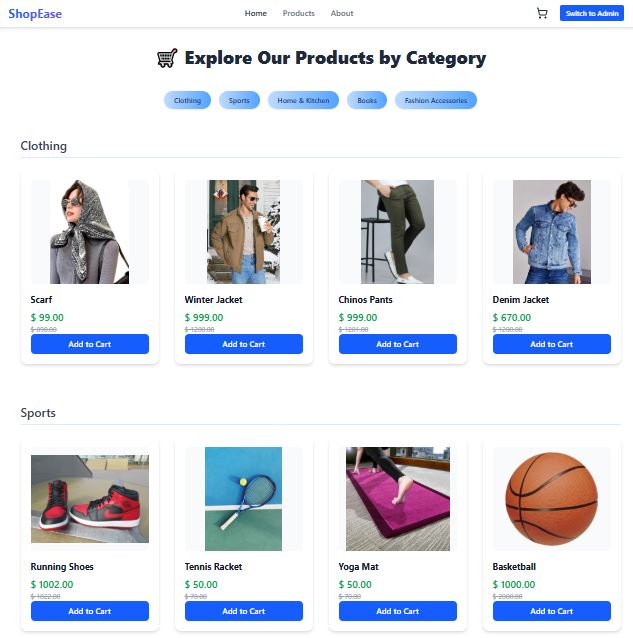 ShopEase
Home Products About
Switch to Admin
Explore Our Products by Category
Clothing Sports Home & Kitchen Books Fashion Accessories
Clothing
Scarf Winter Jacket Chinos Pants Denim Jacket
$ 99.00 $ 999.00 $ 999.00 $ 670.00
$ 1200.00 $ 1201.00 $ 1200.00
Add to Cart Add to Cart Add to Cart Add to Cart
Sports
Running Shoes Tennis Racket Yoga Mat Basketball
$ 1002.00 $ 50.00 $ 50.00 $ 1000.00
$ 1022.00 $ 70.00 $ 70.00 $ 2000.00
Add to Cart Add to Cart Add to Cart Add to Cart